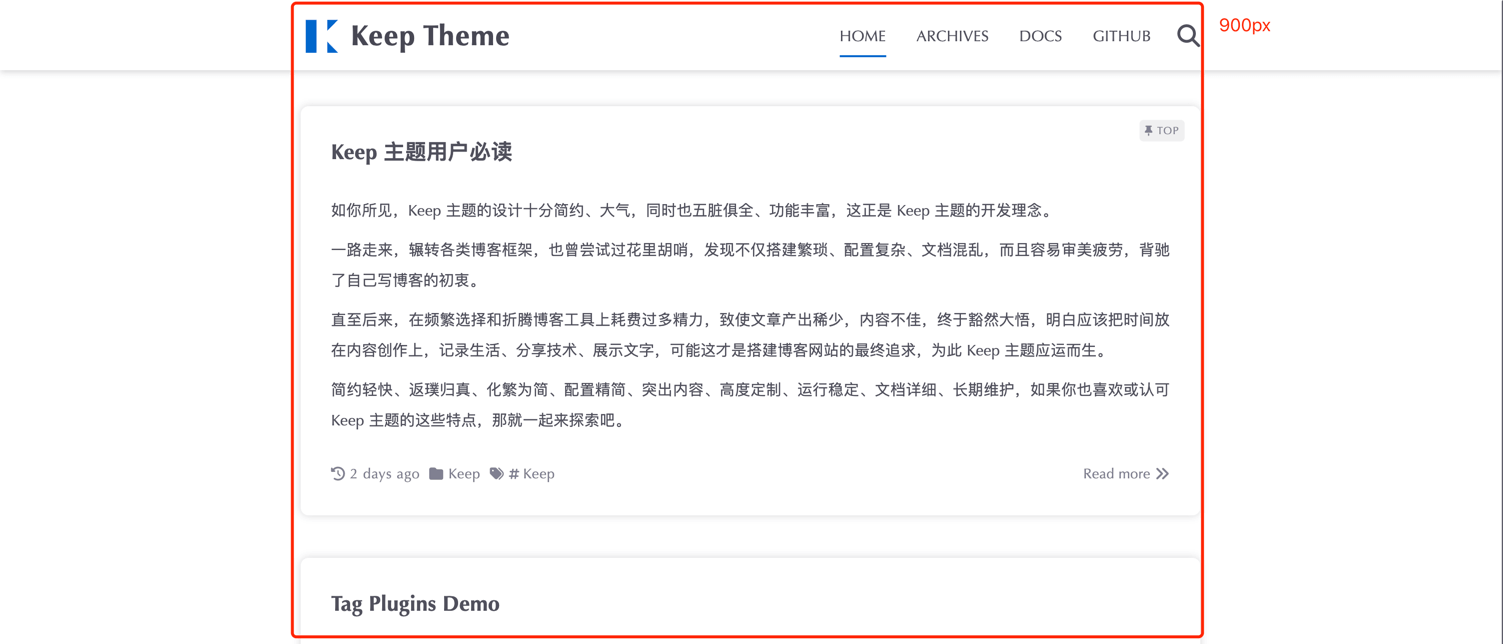 Keep Theme
HOME ARCHIVES DOCS GITHUB
900px
TOP
Keep 主题用户必读
如你所见，Keep 主题的设计十分简约、大气，同时也五脏俱全、功能丰富，这正是 Keep 主题的开发理念。
一路走来，辗转各类博客框架，也曾尝试过花里胡哨，发现不仅搭建繁琐、配置复杂、文档混乱，而且容易审美疲劳，背驰
了自己写博客的初衷。
直至后来，在频繁选择和折腾博客工具上耗费过多精力，致使文章产出稀少，内容不佳，终于豁然大悟，明白应该把时间放
在内容创作上，记录生活、分享技术、展示文字，可能这才是搭建博客网站的最终追求，为此 Keep 主题应运而生。
简约轻快、返璞归真、化繁为简、配置精简、突出内容、高度定制、运行稳定、文档详细、长期维护，如果你也喜欢或认可
Keep 主题的这些特点，那就一起来探索吧。
2 days ago Keep # Keep Read more
Tag Plugins Demo